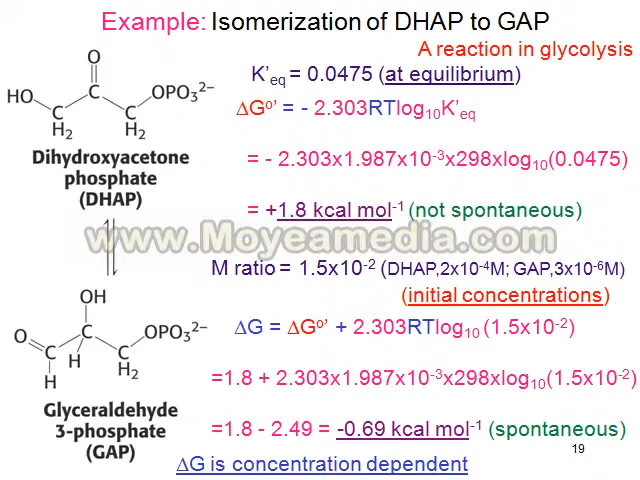 Example: Isomerization of DHAP to GAP
A reaction in glycolysis
K’eq = 0.0475 (at equilibrium)
O
HO
C
C
H2
C
H2
OPO3²⁻
ΔGº’ = - 2.303RTlog10K’eq
Dihydroxyacetone
phosphate
(DHAP)
= - 2.303x1.987x10⁻³x298xlog10(0.0475)
= +1.8 kcal mol⁻¹ (not spontaneous)
www.Moyeamedia.com
M ratio = 1.5x10⁻² (DHAP,2x10⁻⁴M; GAP,3x10⁻⁶M)
(initial concentrations)
OH
O
C
C
H
C
H2
OPO3²⁻
H
ΔG = ΔGº’ + 2.303RTlog10 (1.5x10⁻²)
=1.8 + 2.303x1.987x10⁻³x298xlog10(1.5x10⁻²)
Glyceraldehyde
3-phosphate
(GAP)
=1.8 - 2.49 = -0.69 kcal mol⁻¹ (spontaneous)
19
ΔG is concentration dependent